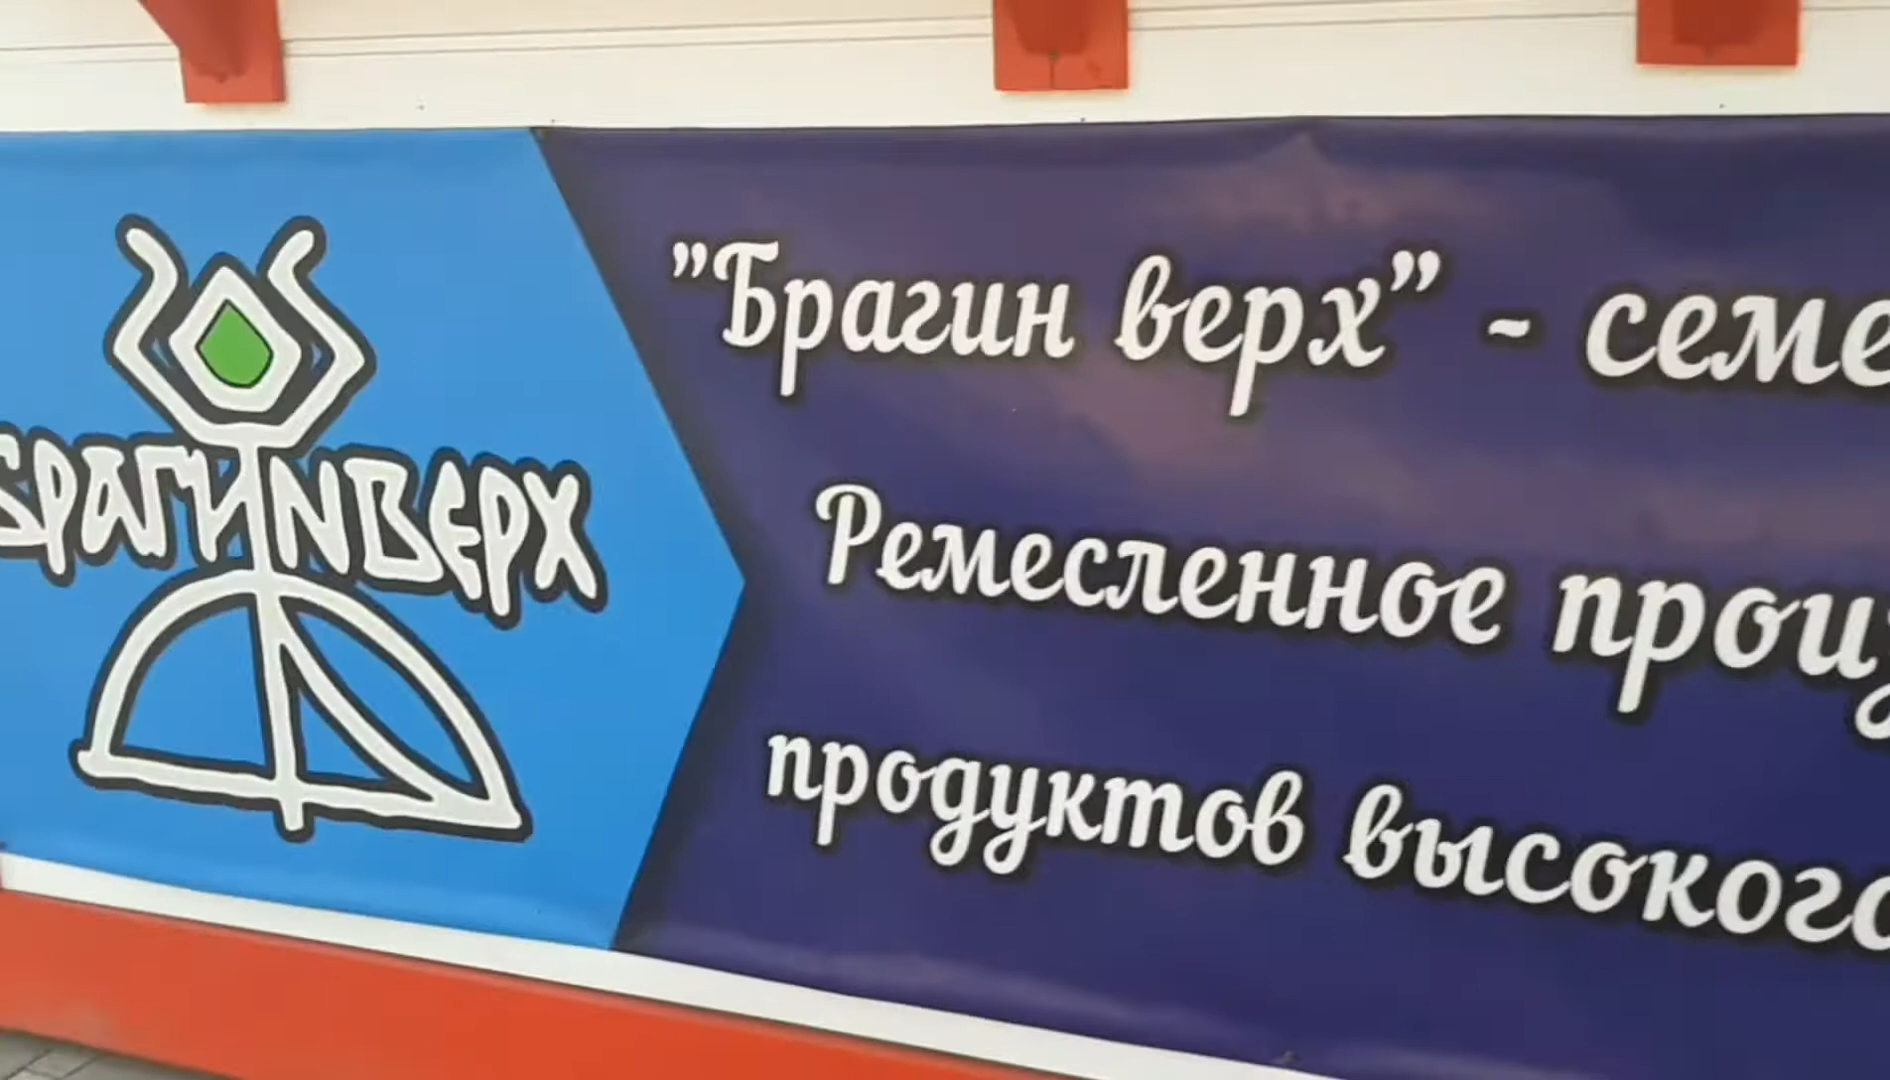 БРАГИНВЕРХ
"Брагин верх" - семе
Ремесленное прои
продуктов высокого